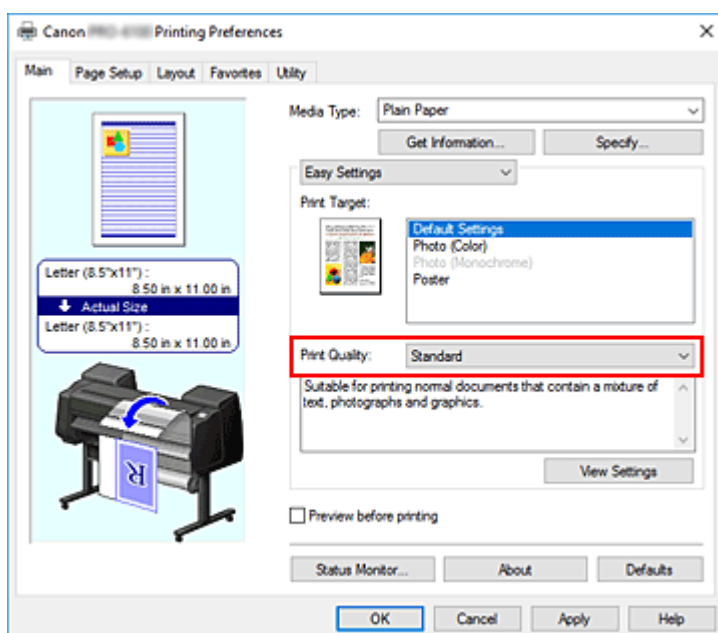 Canon Printing Preferences
Main Page Setup Layout Favorites Utility
Media Type: Plain Paper
Get Information... Specify...
Easy Settings
Print Target:
Default Settings
Photo (Color)
Photo (Monochrome)
Poster
Letter (8.5"x11") :
8.50 in x 11.00 in
Actual Size
Letter (8.5"x11") :
8.50 in x 11.00 in
Print Quality: Standard
Suitable for printing normal documents that contain a mixture of
text, photographs and graphics.
View Settings
R
Preview before printing
Status Monitor... About Defaults
OK Cancel Apply Help